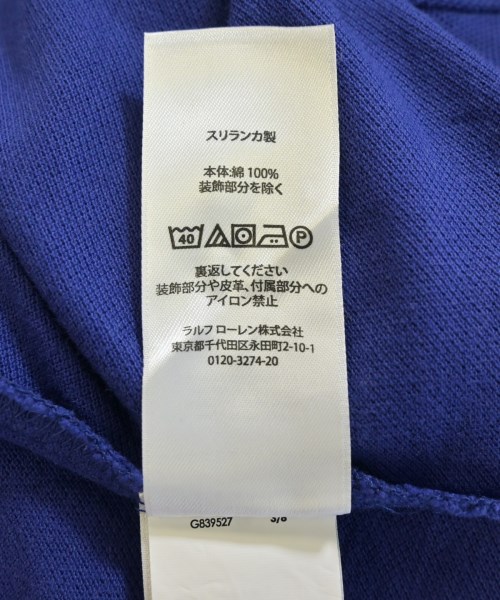 スリランカ製
本体:綿 100%
装飾部分を除く
40 P
裏返してください
装飾部分や皮革、付属部分への
アイロン禁止
ラルフ ローレン株式会社
東京都千代田区永田町2-10-1
0120-3274-20
G839527 3/8